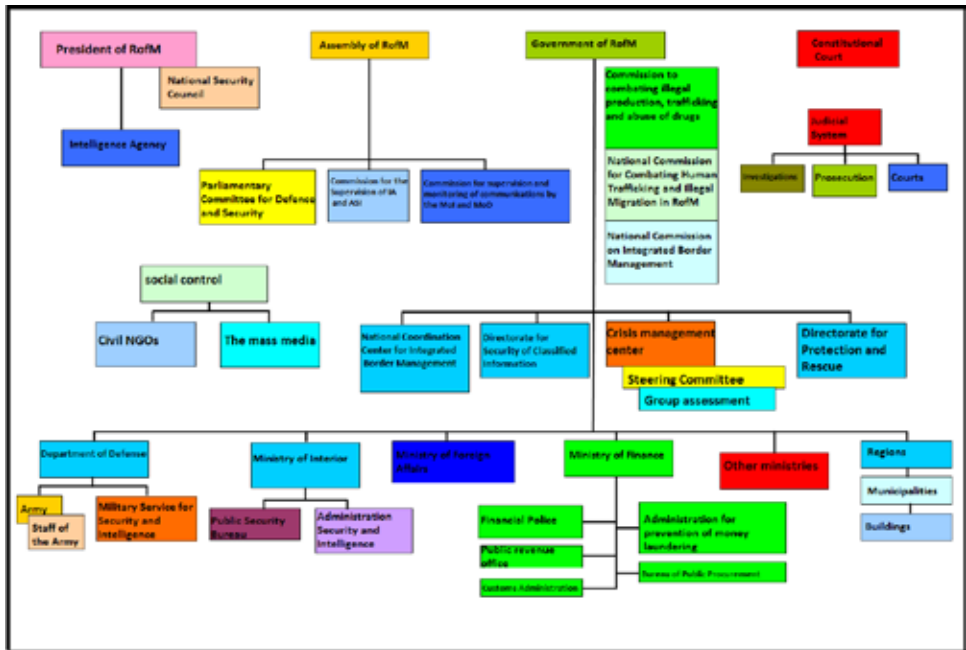 President of RofM
National Security
Council
Intelligence Agency
Assembly of RofM
Parliamentary
Committee for Defence
and Security
Commission for the
Supervision of IA
and ASI
Commission for supervision and
monitoring of communications by
the MoI and MoD
Government of RofM
Commission to
combating illegal
production, trafficking
and abuse of drugs
National Commission
for Combating Human
Trafficking and Illegal
Migration in RofM
National Commission
on Integrated Border
Management
Constitutional
Court
Judicial
System
Investigations
Prosecution
Courts
social control
Civil NGOs
The mass media
National Coordination
Center for Integrated
Border Management
Directorate for
Security of Classified
Information
Crisis management
center
Steering Committee
Group assessment
Directorate for
Protection and
Rescue
Department of Defense
Army
Staff of
the Army
Military Service for
Security and
Intelligence
Ministry of Interior
Public Security
Bureau
Administration
Security and
Intelligence
Ministry of Foreign
Affairs
Ministry of Finance
Financial Police
Public revenue
office
Customs Administration
Administration for
prevention of money
laundering
Bureau of Public Procurement
Other ministries
Regions
Municipalities
Buildings